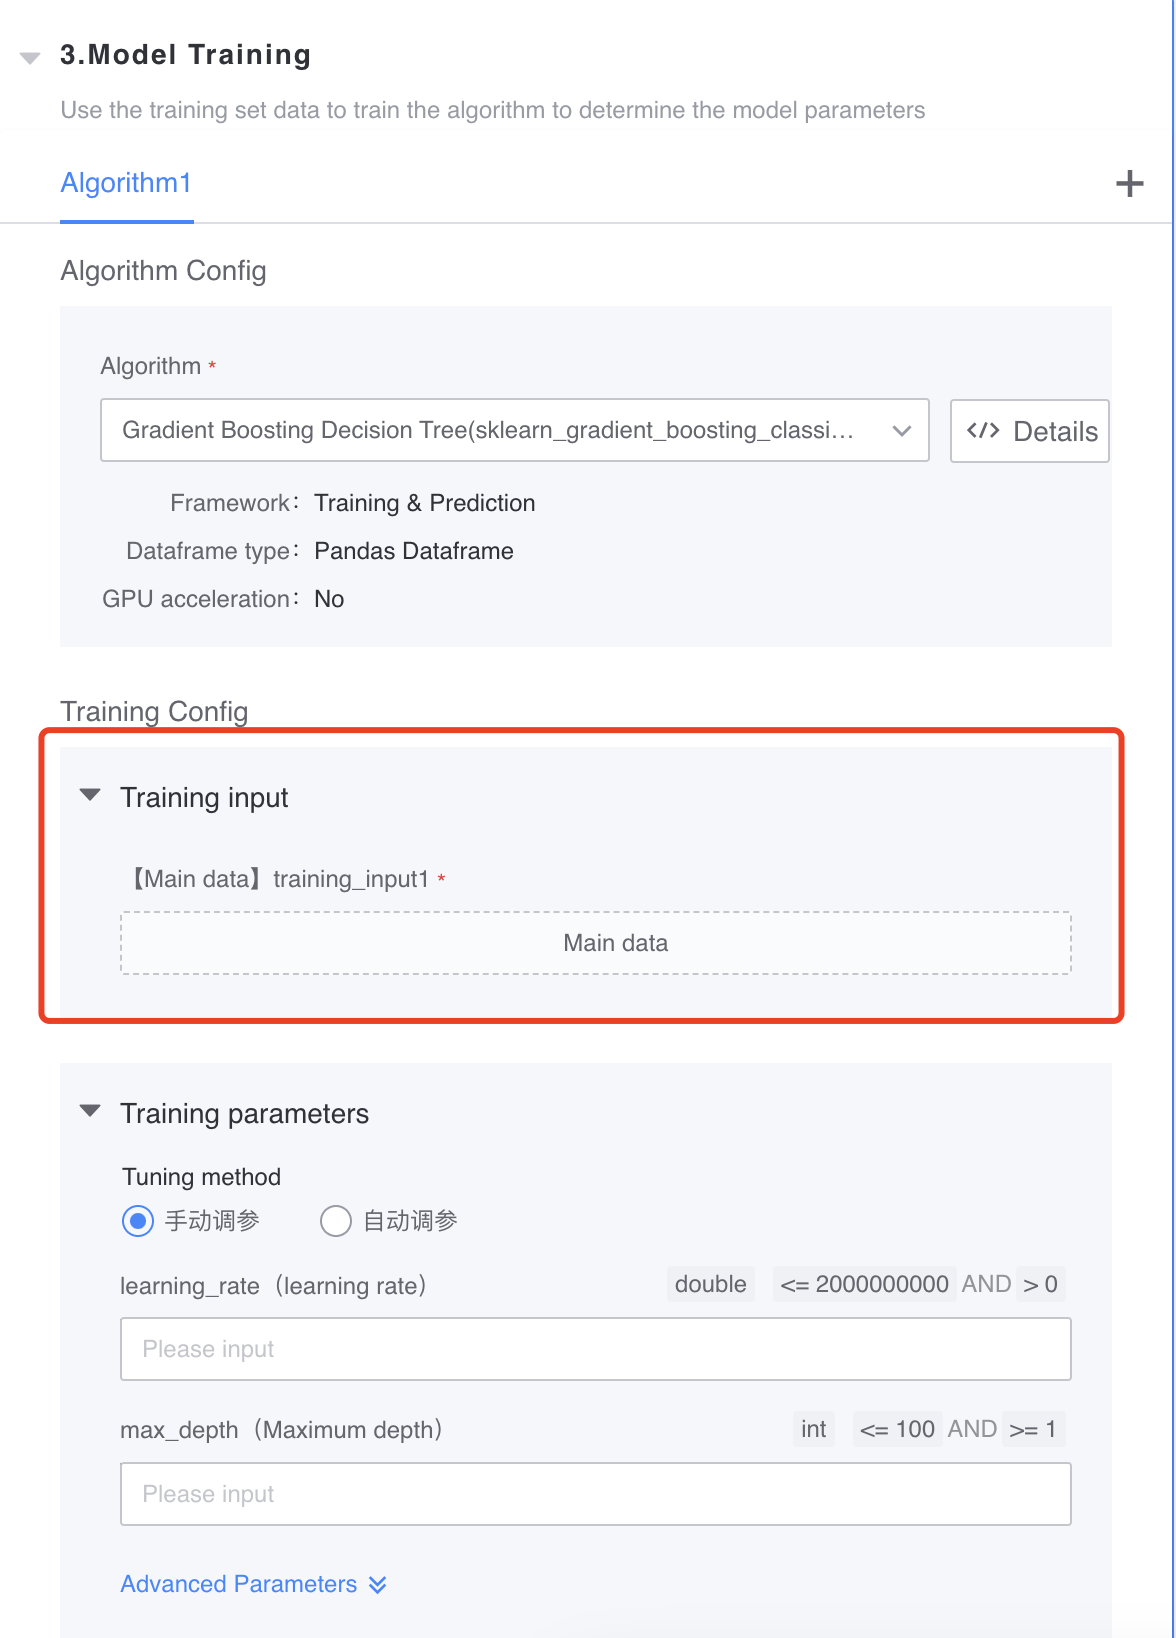 3.Model Training
Use the training set data to train the algorithm to determine the model parameters
Algorithm1
Algorithm Config
Algorithm *
Gradient Boosting Decision Tree(sklearn_gradient_boosting_classi...
</> Details
Framework： Training & Prediction
Dataframe type： Pandas Dataframe
GPU acceleration： No
Training Config
Training input
【Main data】training_input1 *
Main data
Training parameters
Tuning method
手动调参 自动调参
learning_rate（learning rate） double <= 2000000000 AND > 0
Please input
max_depth（Maximum depth） int <= 100 AND >= 1
Please input
Advanced Parameters